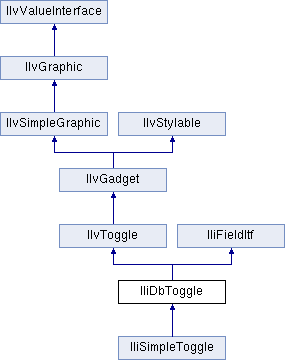 IlvValueInterface
IlvGraphic
IlvSimpleGraphic
IlvStylable
IlvGadget
IlvToggle
IliFieldItf
IliDbToggle
IliSimpleToggle